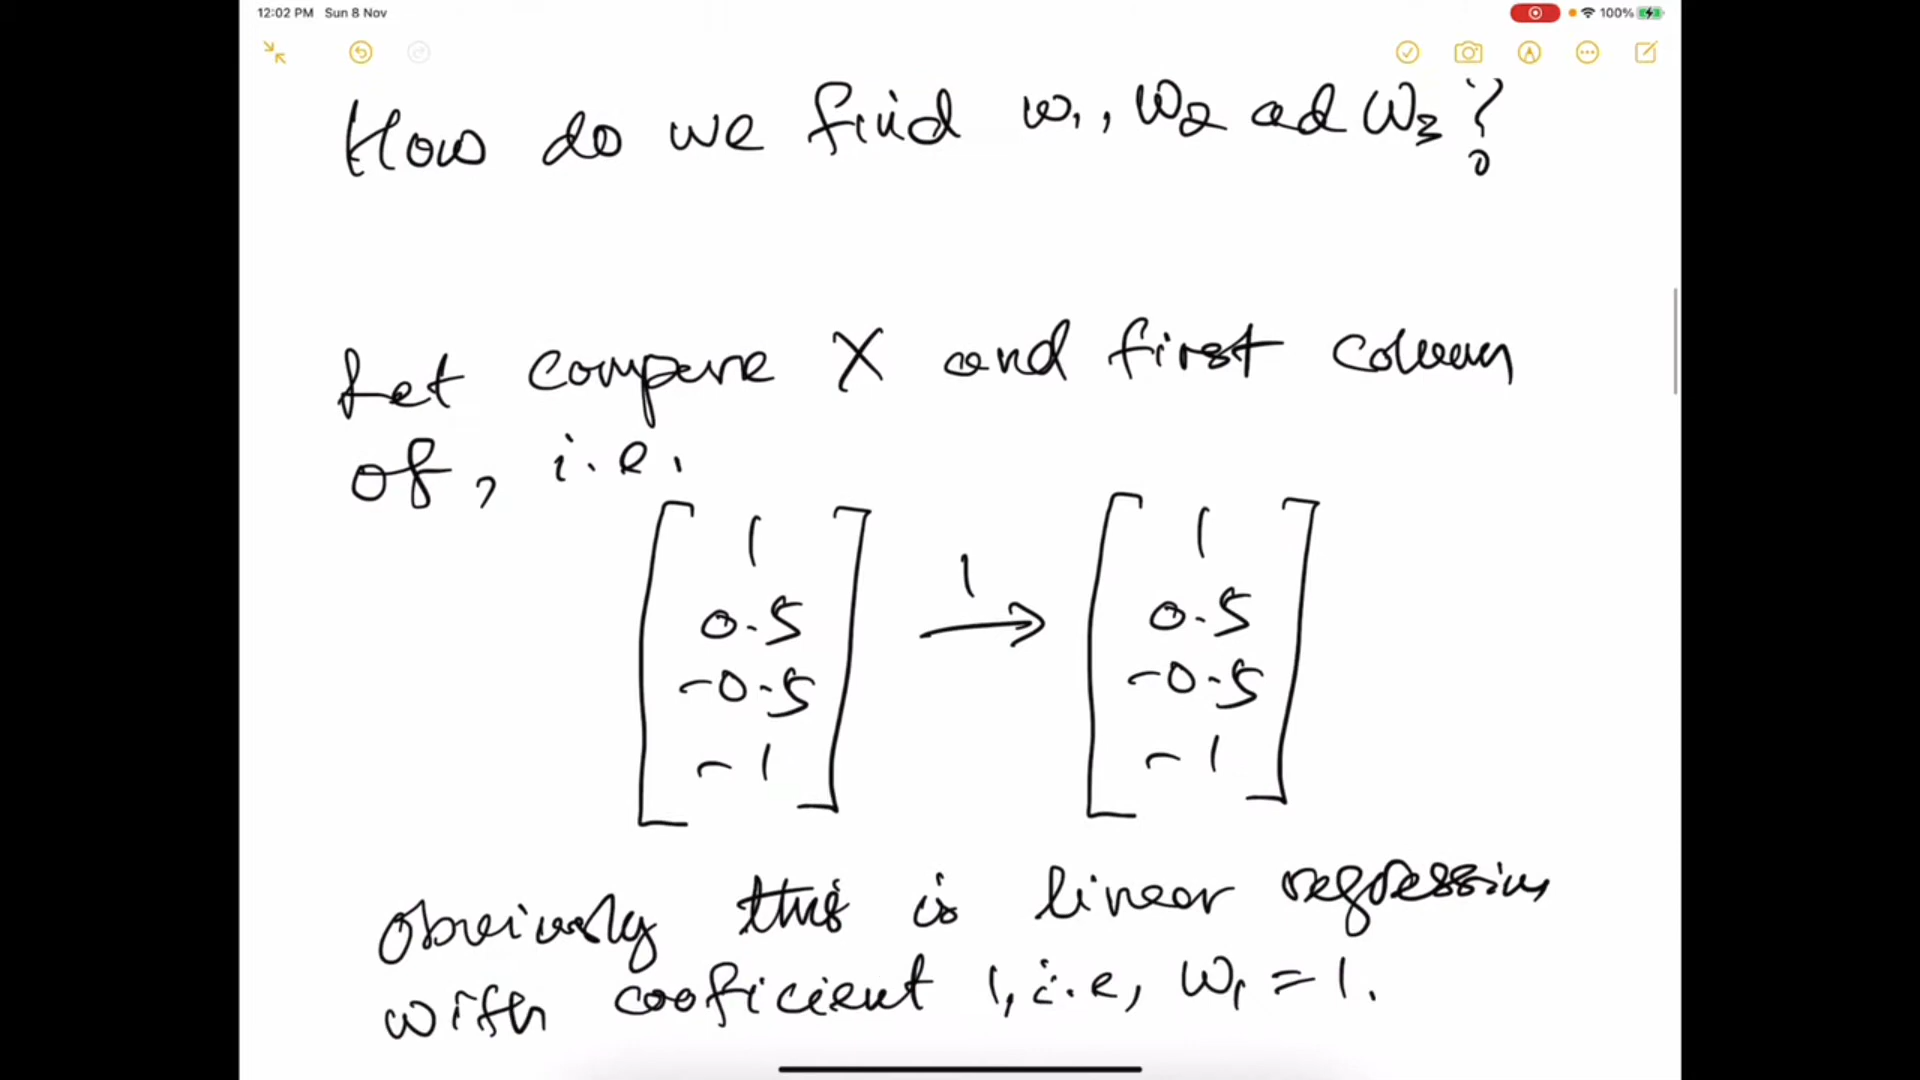 12:02 PM Sun 8 Nov
100%
How do we find w1, w2 ad w3?
Let compare X and first column
of, i.e.
1 1 1
0.5 0.5
-0.5 -0.5
-1 -1
obviously this is linear regression
with cooficient 1, i.e, w1 = 1.